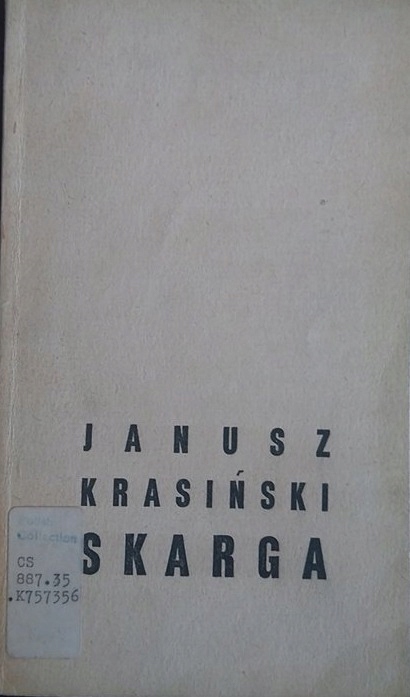 JANUSZ
KRASIŃSKI
SKARGA
CS
887.35
.K757356